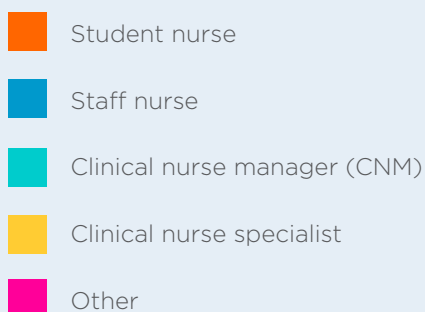 Student nurse
Staff nurse
Clinical nurse manager (CNM)
Clinical nurse specialist
Other